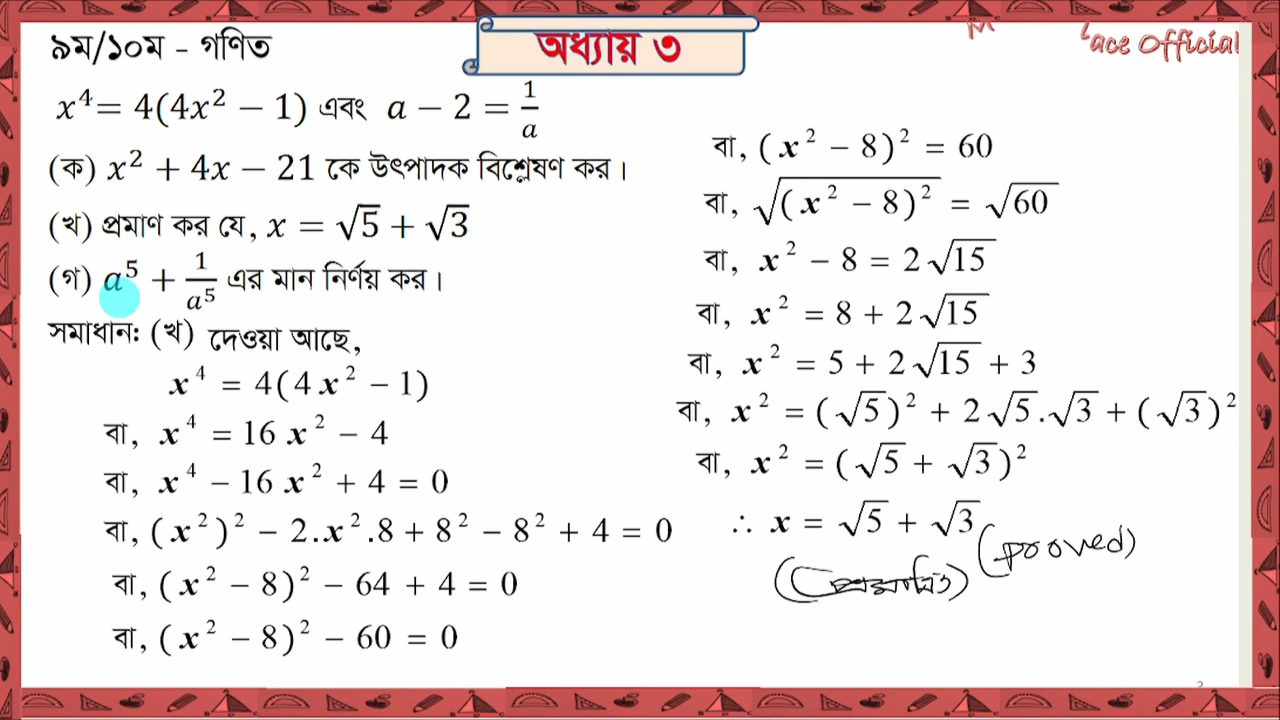 ৯ম/১০ম - গণিত
অধ্যায় ৩
M
lace Official
x⁴= 4(4x² − 1) এবং a − 2 = 1/a
(ক) x² + 4x − 21 কে উৎপাদক বিশ্লেষণ কর।
(খ) প্রমাণ কর যে, x = √5 + √3
(গ) a⁵ + 1/a⁵ এর মান নির্ণয় কর।
সমাধানঃ (খ) দেওয়া আছে,
x⁴ = 4(4x² − 1)
বা, x⁴ = 16x² − 4
বা, x⁴ − 16x² + 4 = 0
বা, (x²)² − 2.x².8 + 8² − 8² + 4 = 0
বা, (x² − 8)² − 64 + 4 = 0
বা, (x² − 8)² − 60 = 0
বা, (x² − 8)² = 60
বা, √(x² − 8)² = √60
বা, x² − 8 = 2√15
বা, x² = 8 + 2√15
বা, x² = 5 + 2√15 + 3
বা, x² = (√5)² + 2√5.√3 + (√3)²
বা, x² = (√5 + √3)²
∴ x = √5 + √3
(proved)
(প্রমাণিত)